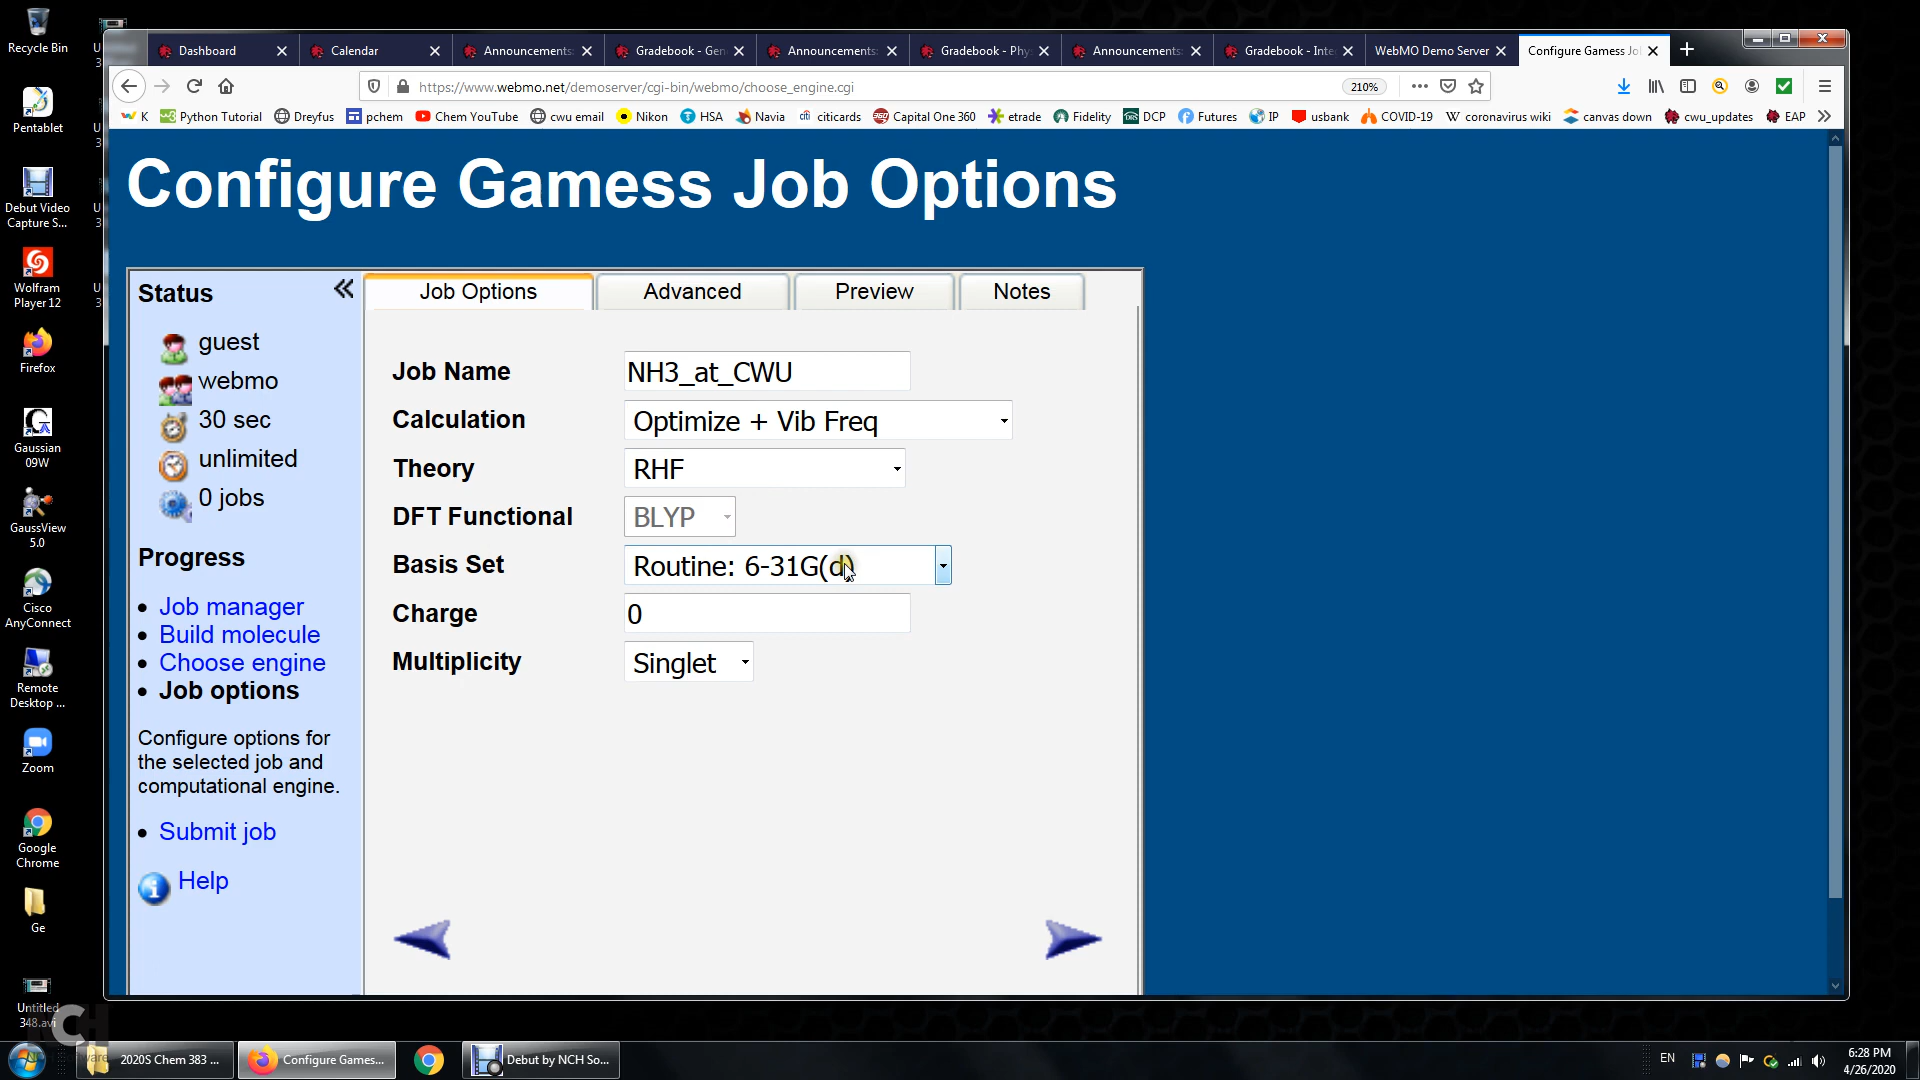 Recycle Bin
Pentablet
Debut Video
Capture S...
Wolfram
Player 12
Firefox
Gaussian
09W
GaussView
5.0
Cisco
AnyConnect
Remote
Desktop ...
Zoom
Google
Chrome
Ge
Untitled
348.avi
U
3
U
3
U
3
U
3
Dashboard
Calendar
Announcements:
Gradebook - Gen
Announcements:
Gradebook - Phy
Announcements:
Gradebook - Inte
WebMO Demo Server
Configure Gamess Jo
https://www.webmo.net/demoserver/cgi-bin/webmo/choose_engine.cgi
210%
K
Python Tutorial
Dreyfus
pchem
Chem YouTube
cwu email
Nikon
HSA
Navia
citicards
Capital One 360
etrade
Fidelity
DCP
Futures
IP
usbank
COVID-19
coronavirus wiki
canvas down
cwu_updates
EAP
Configure Gamess Job Options
Status
guest
webmo
30 sec
unlimited
0 jobs
Progress
Job manager
Build molecule
Choose engine
Job options
Configure options for
the selected job and
computational engine.
Submit job
Help
Job Options
Advanced
Preview
Notes
Job Name NH3_at_CWU
Calculation Optimize + Vib Freq
Theory RHF
DFT Functional BLYP
Basis Set Routine: 6-31G(d)
Charge 0
Multiplicity Singlet
2020S Chem 383 ...
Configure Games...
Debut by NCH So...
EN
6:28 PM
4/26/2020